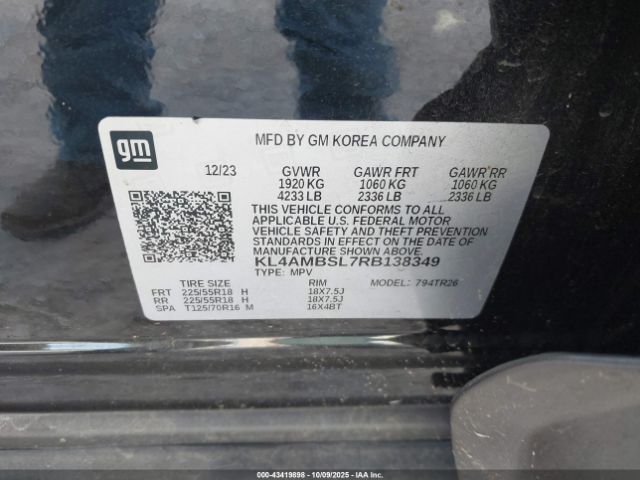 gm
MFD BY GM KOREA COMPANY
12/23 GVWR GAWR FRT GAWR RR
1920 KG 1060 KG 1060 KG
4233 LB 2336 LB 2336 LB
THIS VEHICLE CONFORMS TO ALL
APPLICABLE U.S. FEDERAL MOTOR
VEHICLE SAFETY AND THEFT PREVENTION
STANDARDS IN EFFECT ON THE DATE OF
MANUFACTURE SHOWN ABOVE.
KL4AMBSL7RB138349
TYPE: MPV MODEL: 794TR26
TIRE SIZE RIM
FRT 225/55R18 H 18X7.5J
RR 225/55R18 H 18X7.5J
SPA T125/70R16 M 16X4BT
000-43419898 - 10/09/2025 - © IAA Holdings, LLC